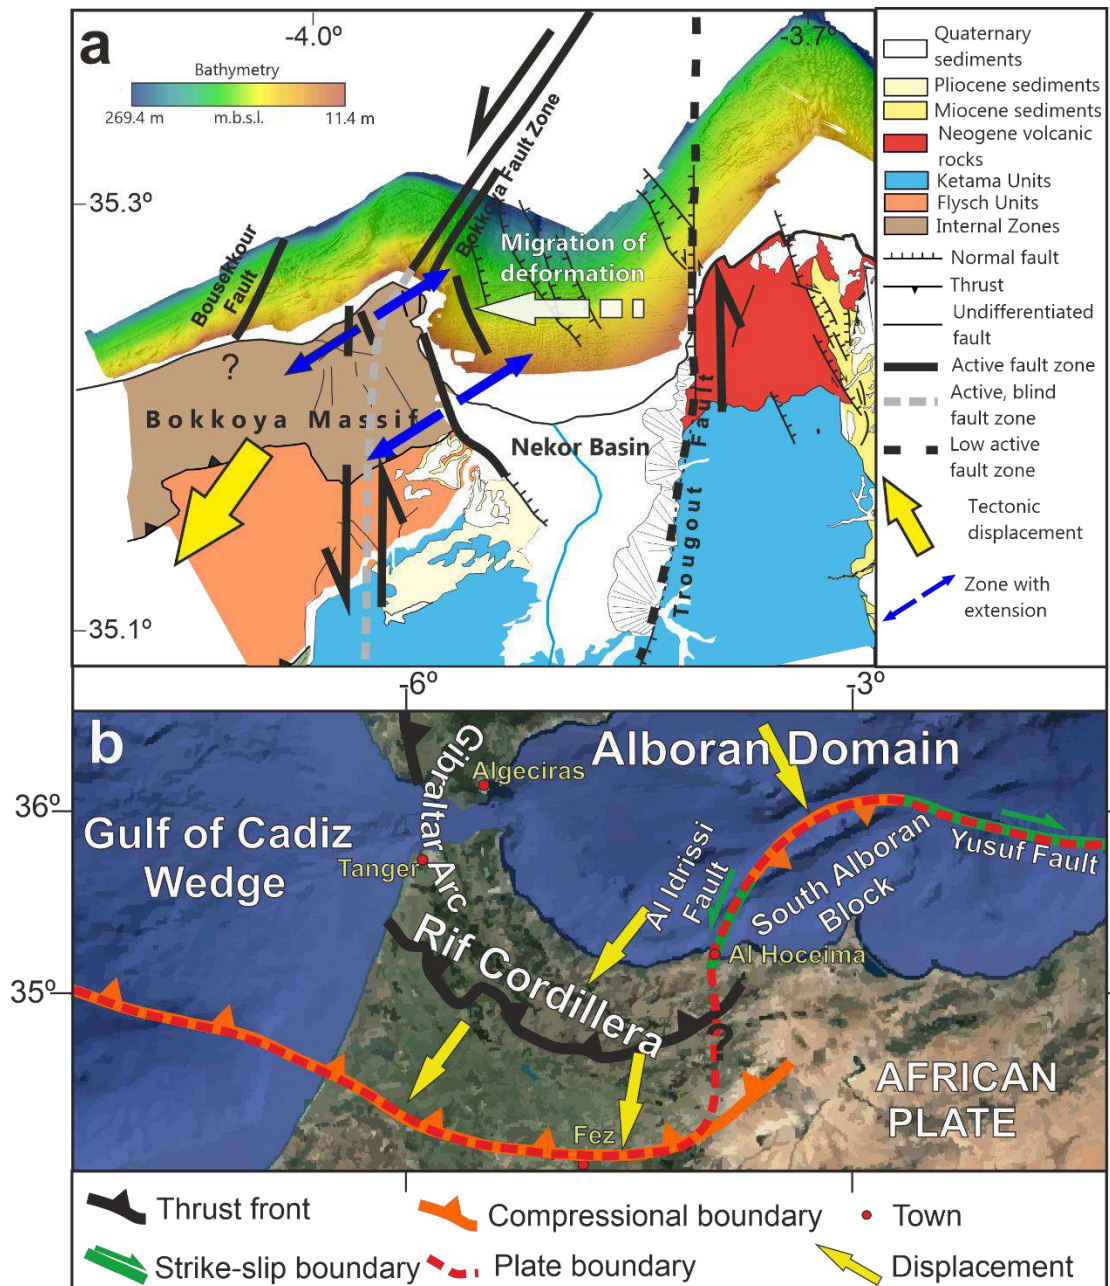 a
-4.0º
-3.7º
Bathymetry
269.4 m
m.b.s.l.
11.4 m
35.3º
35.1º
Bokkoya Fault Zone
Bousekkour
Fault
Migration of
deformation
?
Bokkoya Massif
Nekor Basin
Trougout Fault
Quaternary
sediments
Pliocene sediments
Miocene sediments
Neogene volcanic
rocks
Ketama Units
Flysch Units
Internal Zones
Normal fault
Thrust
Undifferentiated
fault
Active fault zone
Active, blind
fault zone
Low active
fault zone
Tectonic
displacement
Zone with
extension
-6º
-3º
b
36º
35º
Gibraltar Arc
Algeciras
Alboran Domain
Gulf of Cadiz
Wedge
Tanger
Al Idrissi
Fault
South Alboran
Block
Yusuf Fault
Rif Cordillera
Al Hoceima
?
AFRICAN
PLATE
Fez
Thrust front
Compressional boundary
Town
Strike-slip boundary
Plate boundary
Displacement